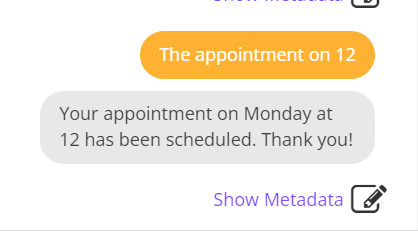 The appointment on 12
Your appointment on Monday at
12 has been scheduled. Thank you!
Show Metadata